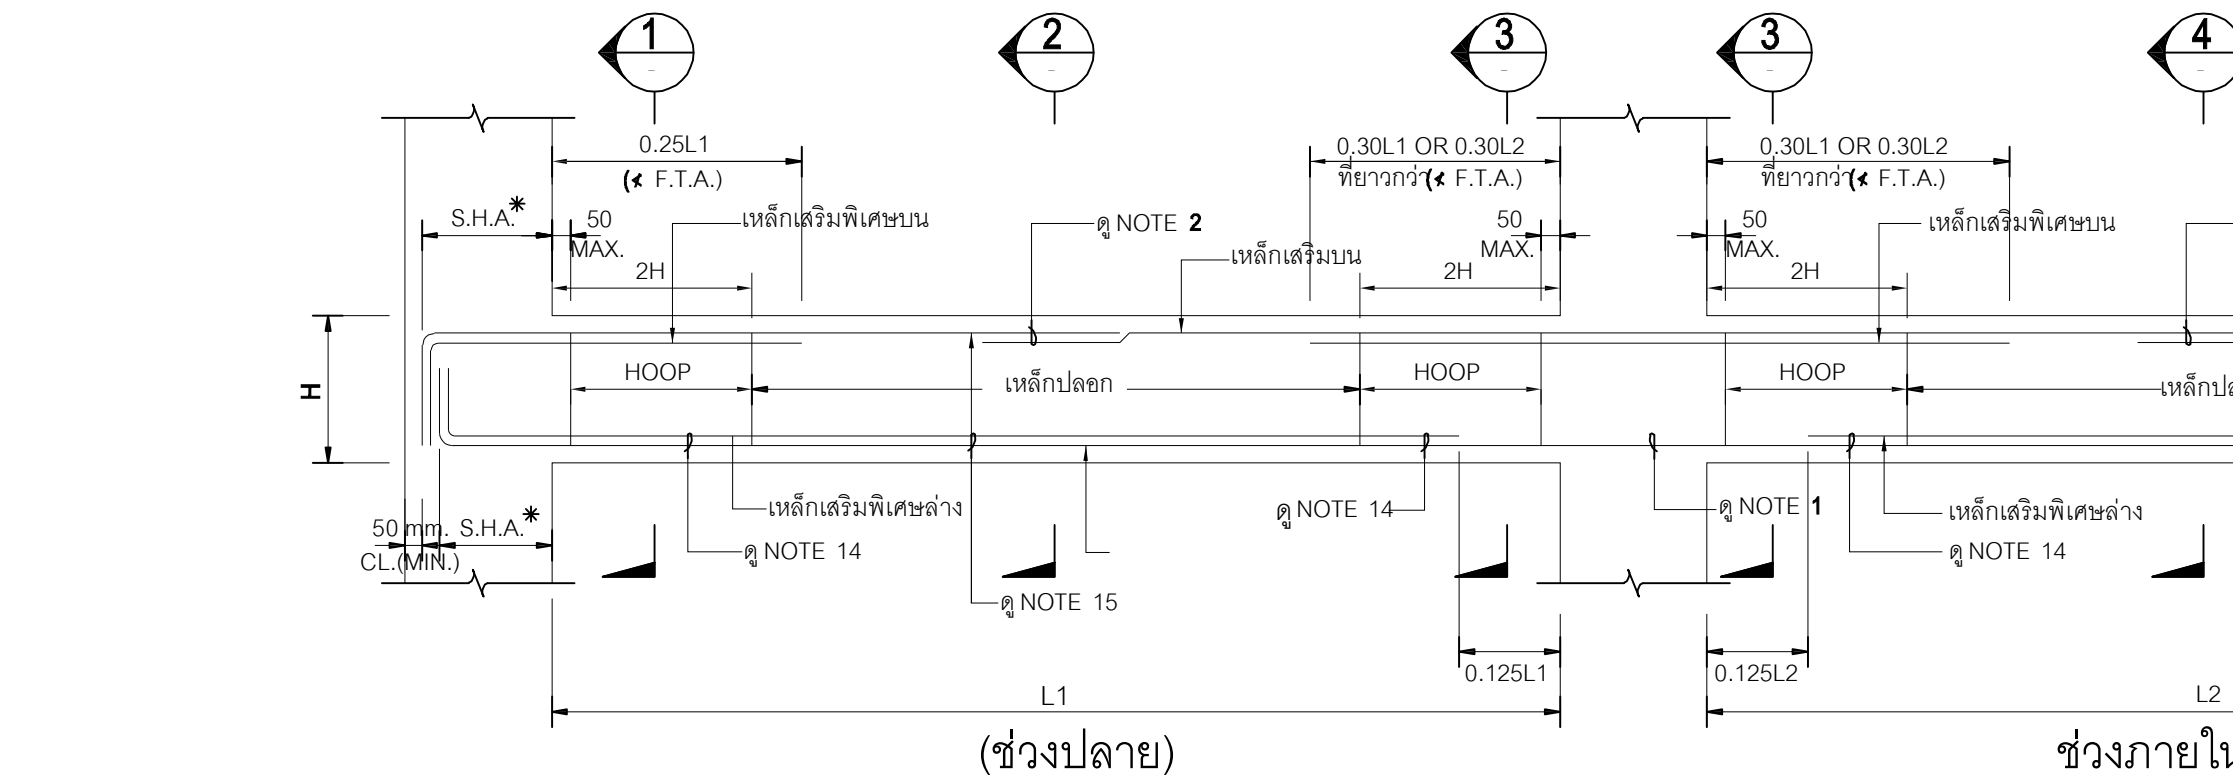 1
2
3
3
4
0.25L1
(≮ F.T.A.)
0.30L1 OR 0.30L2
ที่ยาวกว่า(≮ F.T.A.)
0.30L1 OR 0.30L2
ที่ยาวกว่า(≮ F.T.A.)
S.H.A.*
50
MAX.
เหล็กเสริมพิเศษบน
ดู NOTE 2
เหล็กเสริมบน
50
MAX.
50
MAX.
เหล็กเสริมพิเศษบน
2H
2H
2H
H
HOOP
เหล็กปลอก
HOOP
HOOP
เหล็กปล
50 mm.
CL.(MIN.)
S.H.A.*
เหล็กเสริมพิเศษล่าง
ดู NOTE 14
ดู NOTE 15
ดู NOTE 14
ดู NOTE 1
เหล็กเสริมพิเศษล่าง
ดู NOTE 14
0.125L1
0.125L2
L1
L2
(ช่วงปลาย)
ช่วงภายใน